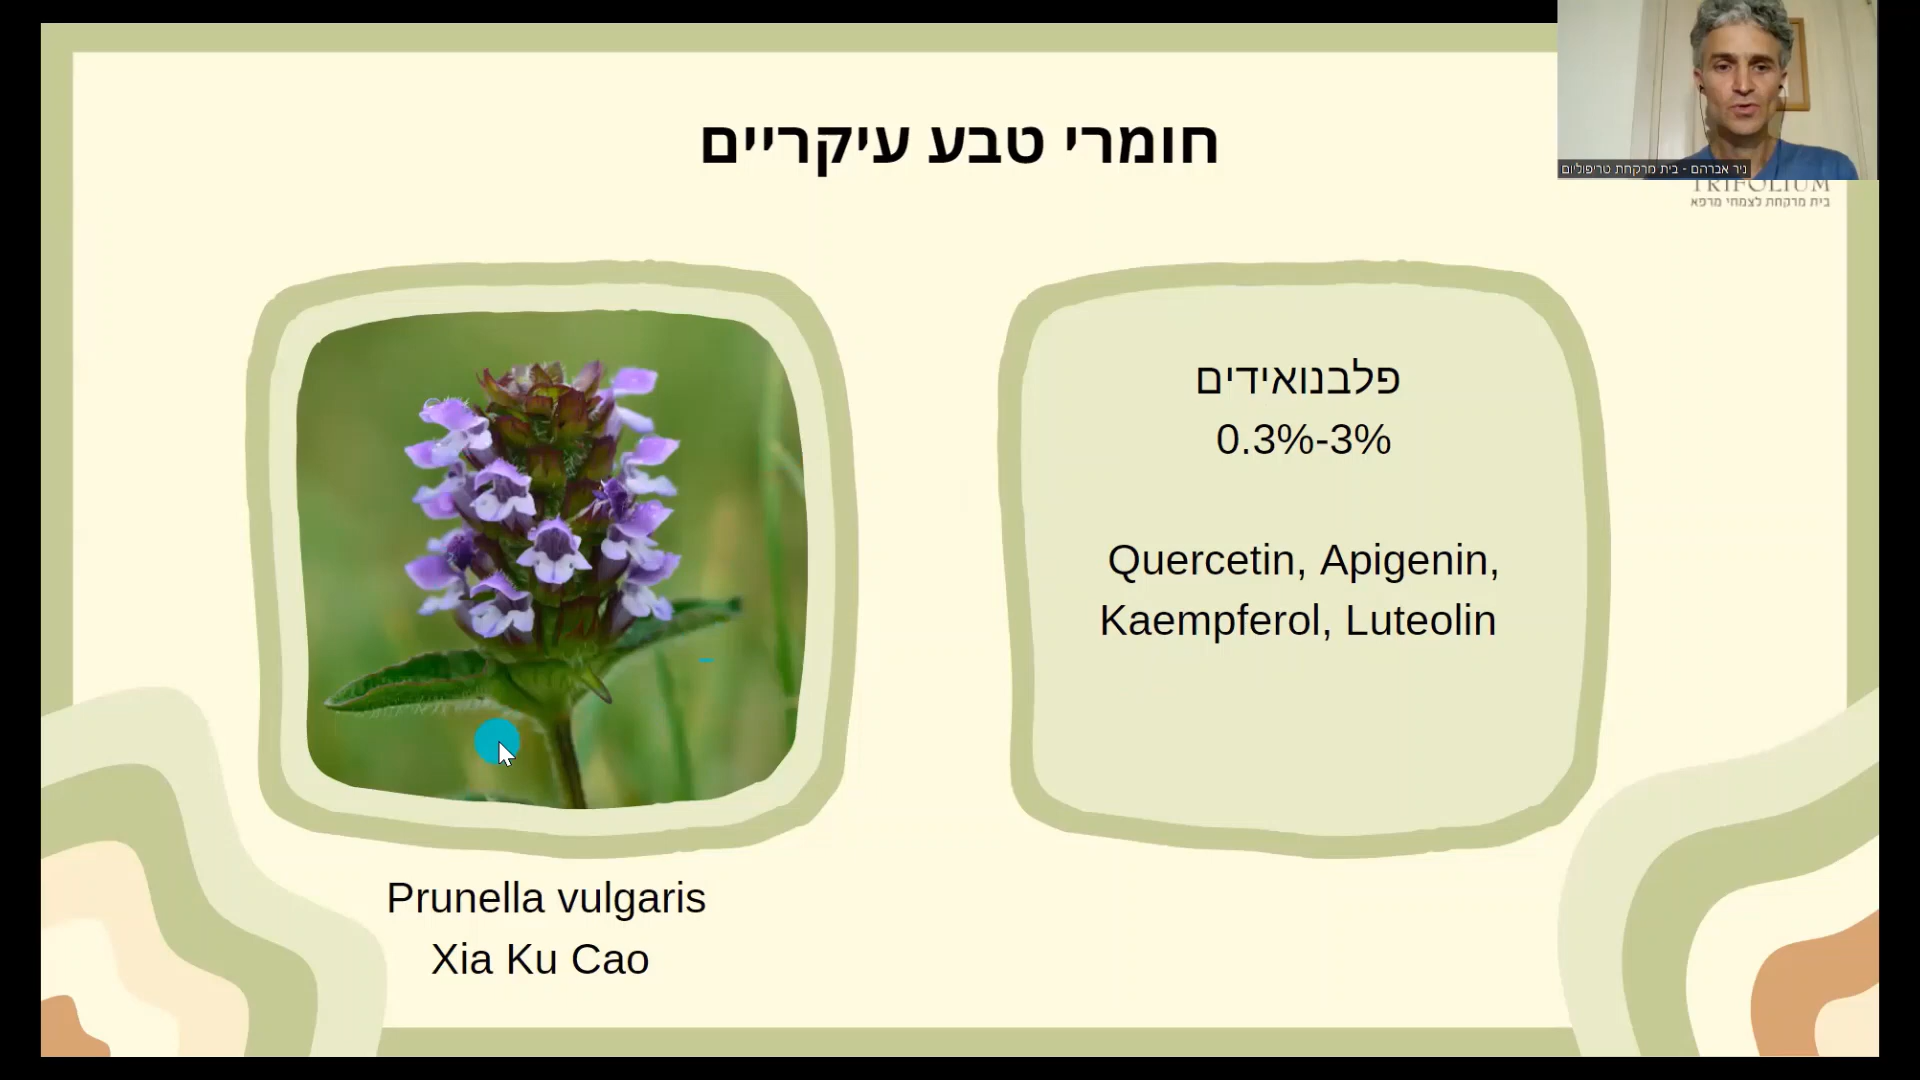 חומרי טבע עיקריים
ניר אברהם - בית מרקחת טריפוליום
TRIFOLIUM
בית מרקחת לצמחי מרפא
פלבנואידים
0.3%-3%
Quercetin, Apigenin,
Kaempferol, Luteolin
Prunella vulgaris
Xia Ku Cao